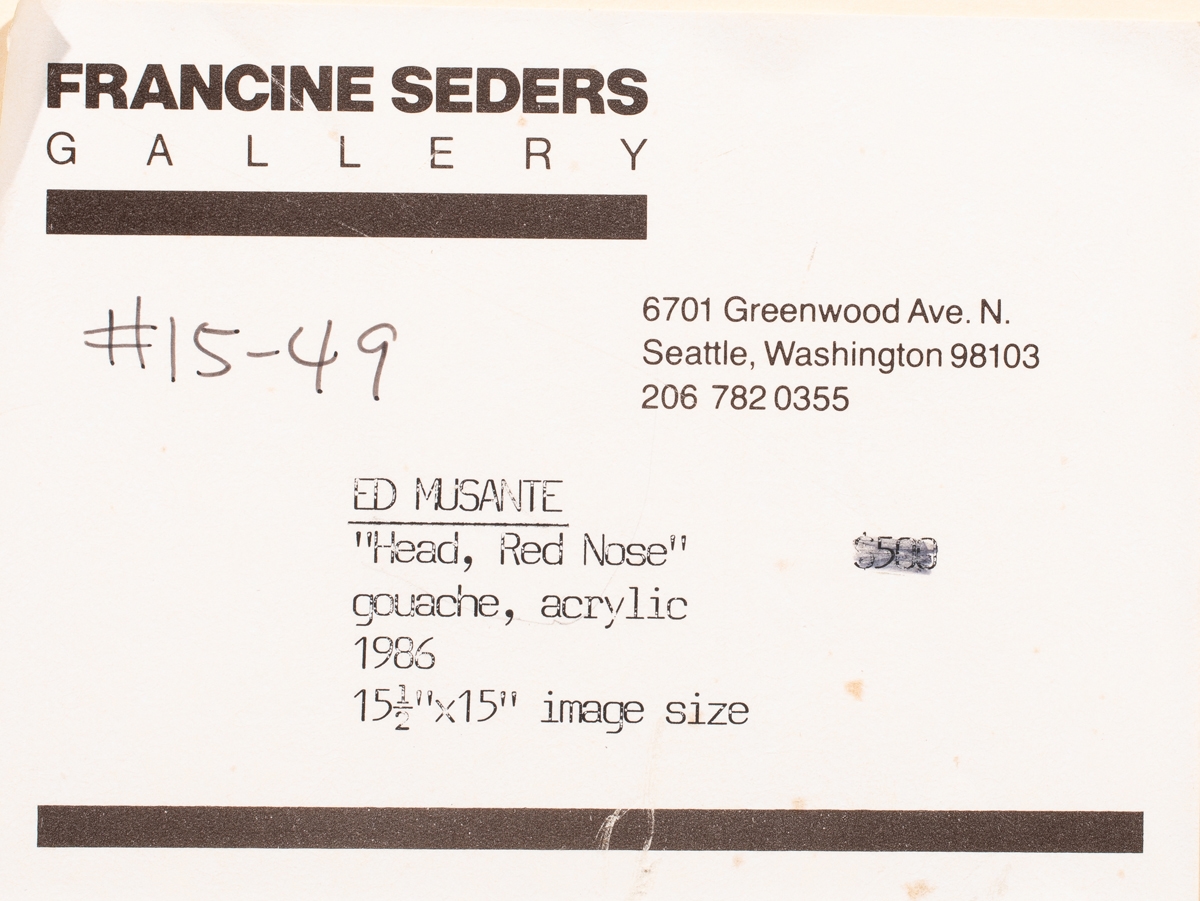 FRANCINE SEDERS
GALLERY
#15-49
6701 Greenwood Ave. N.
Seattle, Washington 98103
206 782 0355
ED MUSANTE
"Head, Red Nose" $500
gouache, acrylic
1986
15½"x15" image size